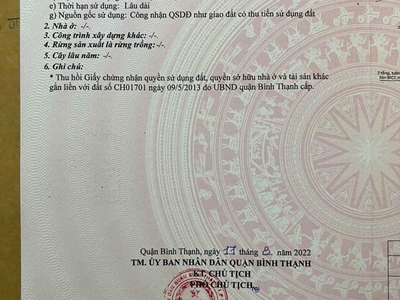 e) Thời hạn sử dụng: Lâu dài
g) Nguồn gốc sử dụng: Công nhận QSDĐ như giao đất có thu tiền sử dụng đất
2. Nhà ở: -/-.
3. Công trình xây dựng khác: -/-.
4. Rừng sản xuất là rừng trồng: -/-.
5. Cây lâu năm: -/-.
6. Ghi chú:
* Thu hồi Giấy chứng nhận quyền sử dụng đất, quyền sở hữu nhà ở và tài sản khác
gắn liền với đất số CH01701 ngày 09/5/2013 do UBND quận Bình Thạnh cấp.
Quận Bình Thạnh, ngày 11 tháng 8 năm 2022
TM. ỦY BAN NHÂN DÂN QUẬN BÌNH THẠNH
KT. CHỦ TỊCH
PHÓ CHỦ TỊCH